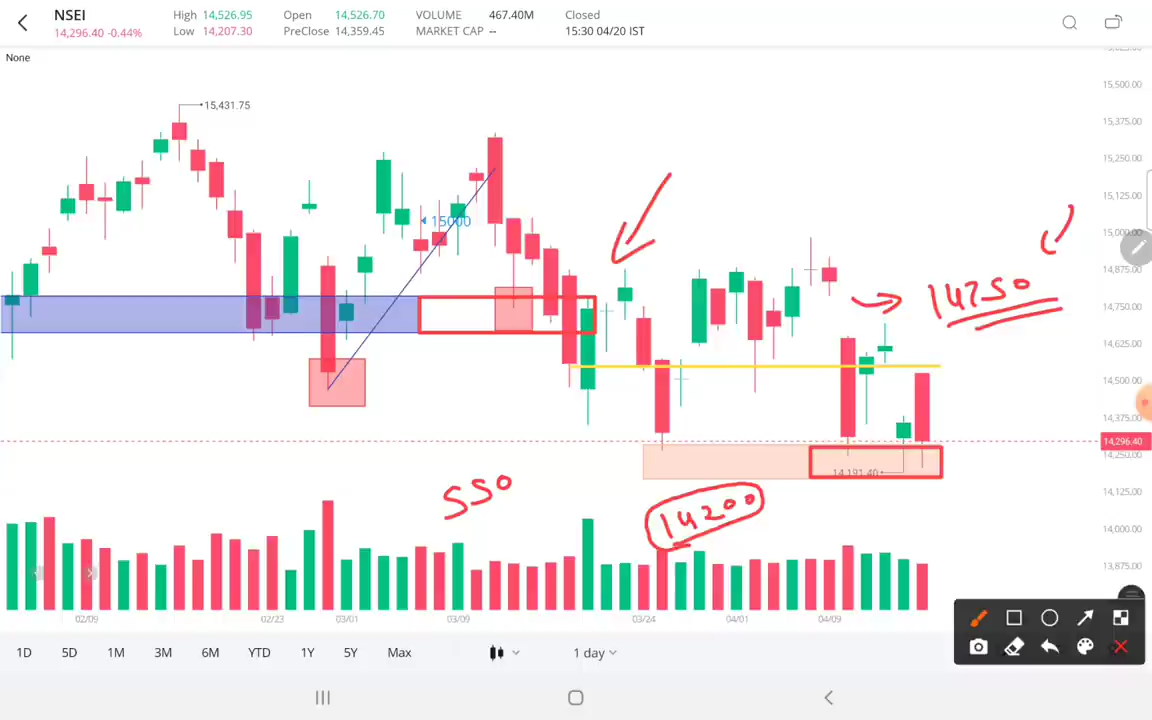 NSEI
14,296.40 -0.44%
High 14,526.95
Low 14,207.30
Open 14,526.70
PreClose 14,359.45
VOLUME 467.40M
MARKET CAP --
Closed
15:30 04/20 IST
None
15,431.75
15000
14250
550
14200
14,191.40
15,625.00
15,500.00
15,375.00
15,250.00
15,125.00
15,000.00
14,875.00
14,750.00
14,625.00
14,500.00
14,375.00
14,296.40
14,250.00
14,125.00
14,000.00
13,875.00
02/09
02/23
03/01
03/09
03/24
04/01
04/09
1D 5D 1M 3M 6M YTD 1Y 5Y Max
1 day